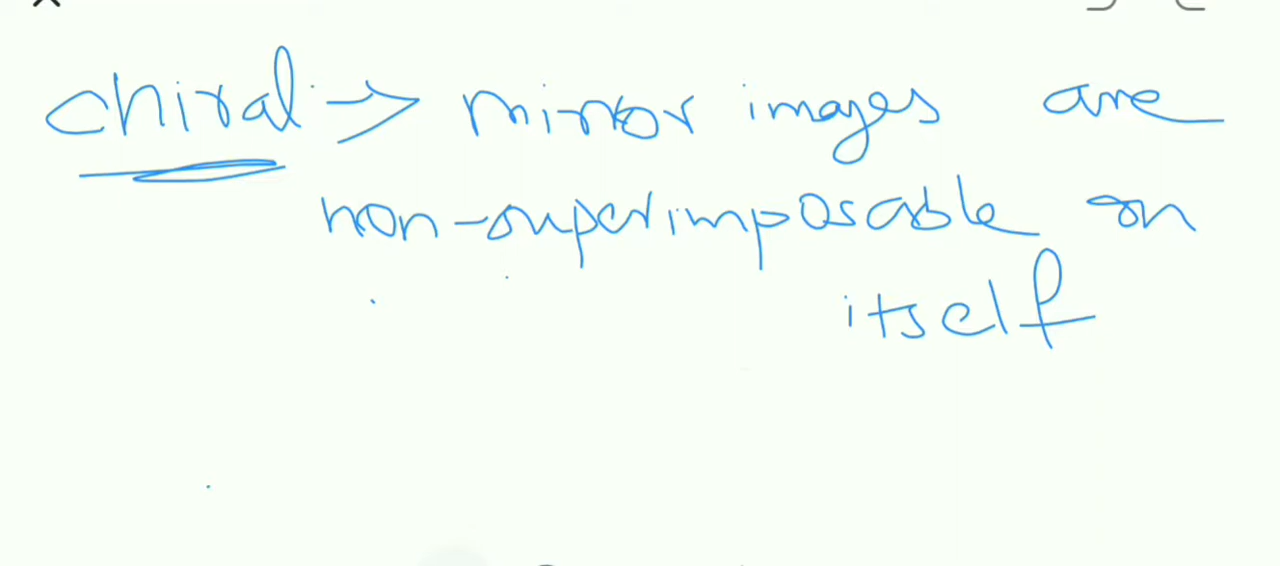 chiral → mirror images are
non-superimposable on
itself